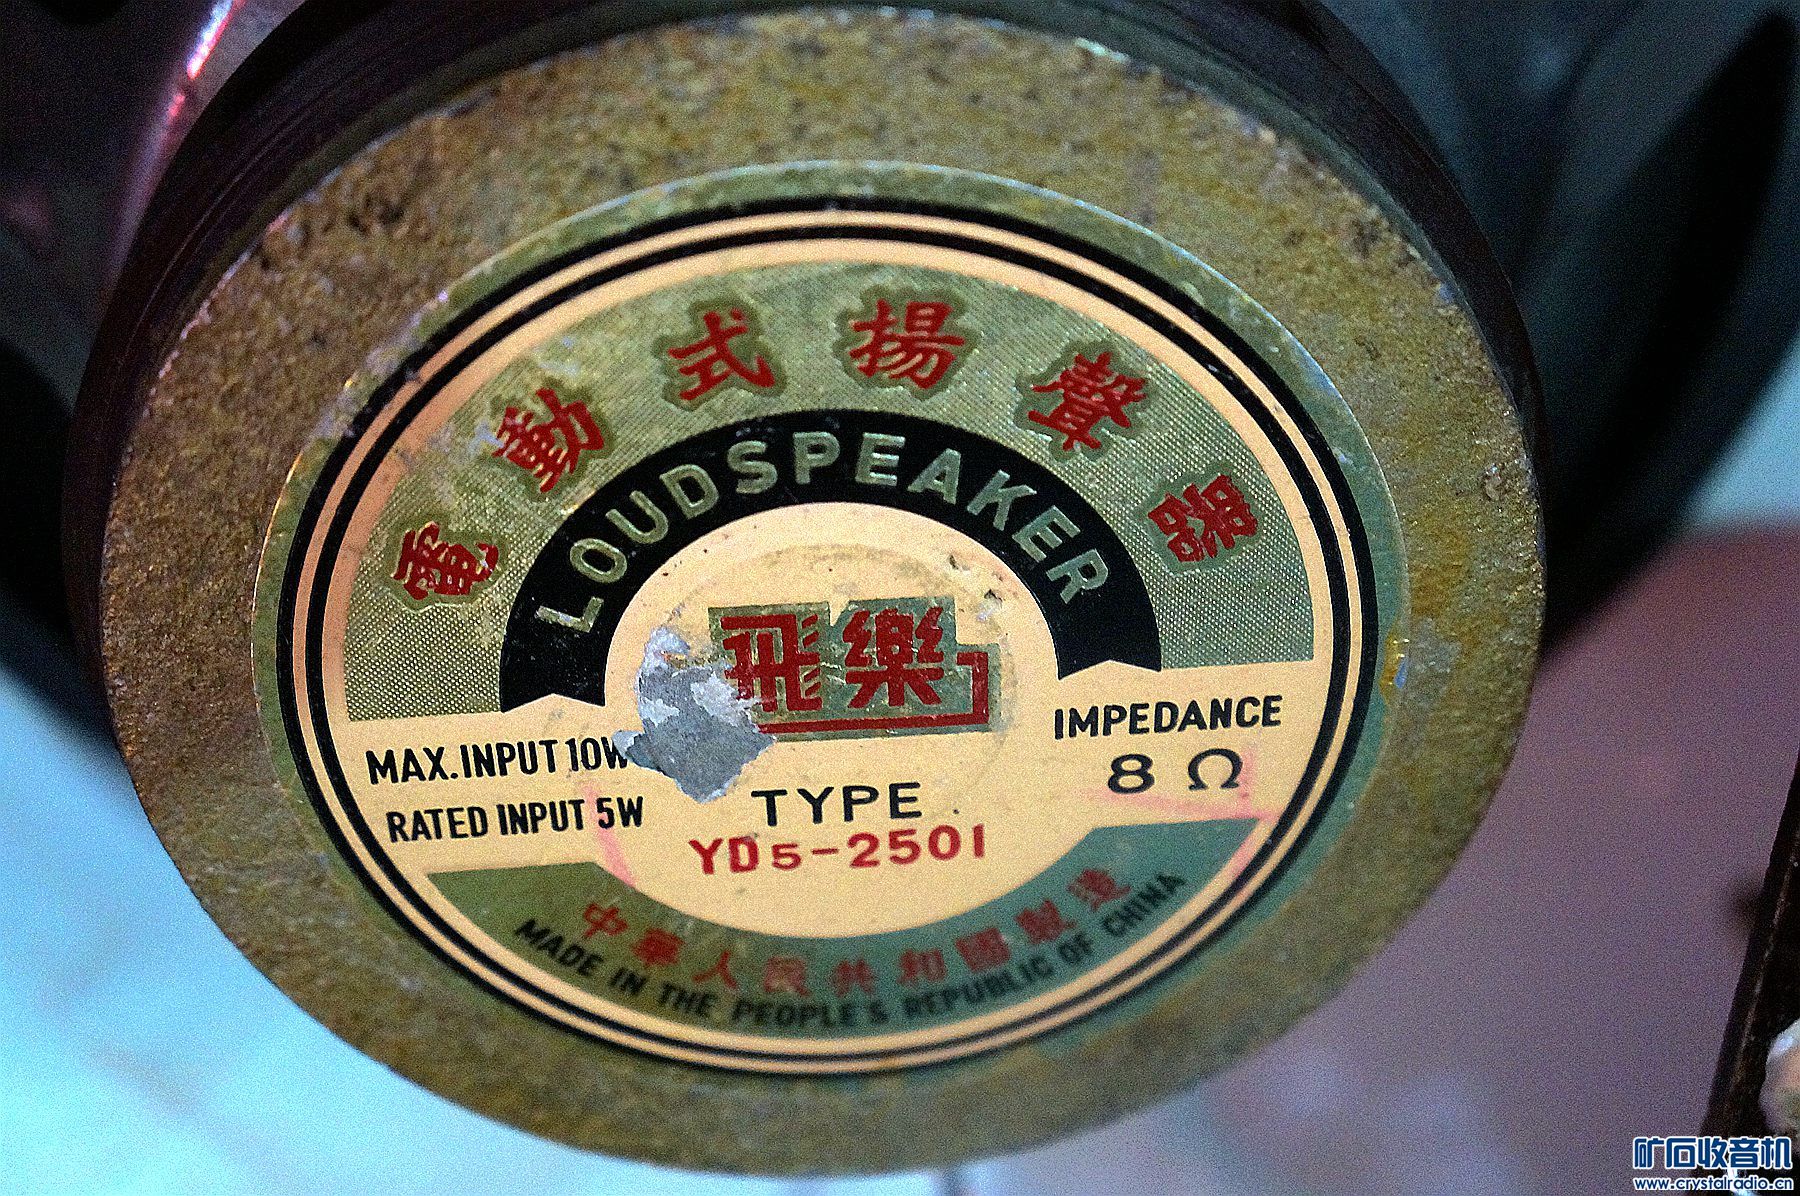 電動式揚聲器
LOUDSPEAKER
飛樂
MAX. INPUT 10W
RATED INPUT 5W
IMPEDANCE
8 Ω
TYPE
YD5-2501
中華人民共和國製造
MADE IN THE PEOPLE'S REPUBLIC OF CHINA
矿石收音机
www.crystalradio.cn